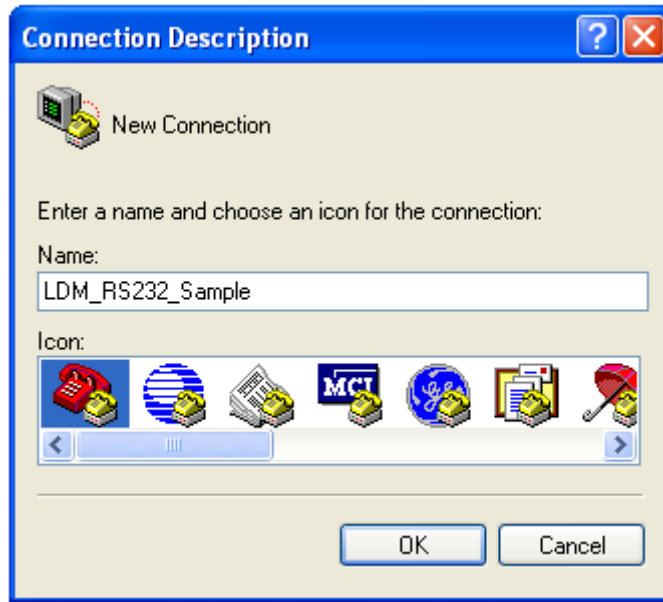 Connection Description
New Connection
Enter a name and choose an icon for the connection:
Name:
LDM_RS232_Sample
Icon:
MCI
OK Cancel